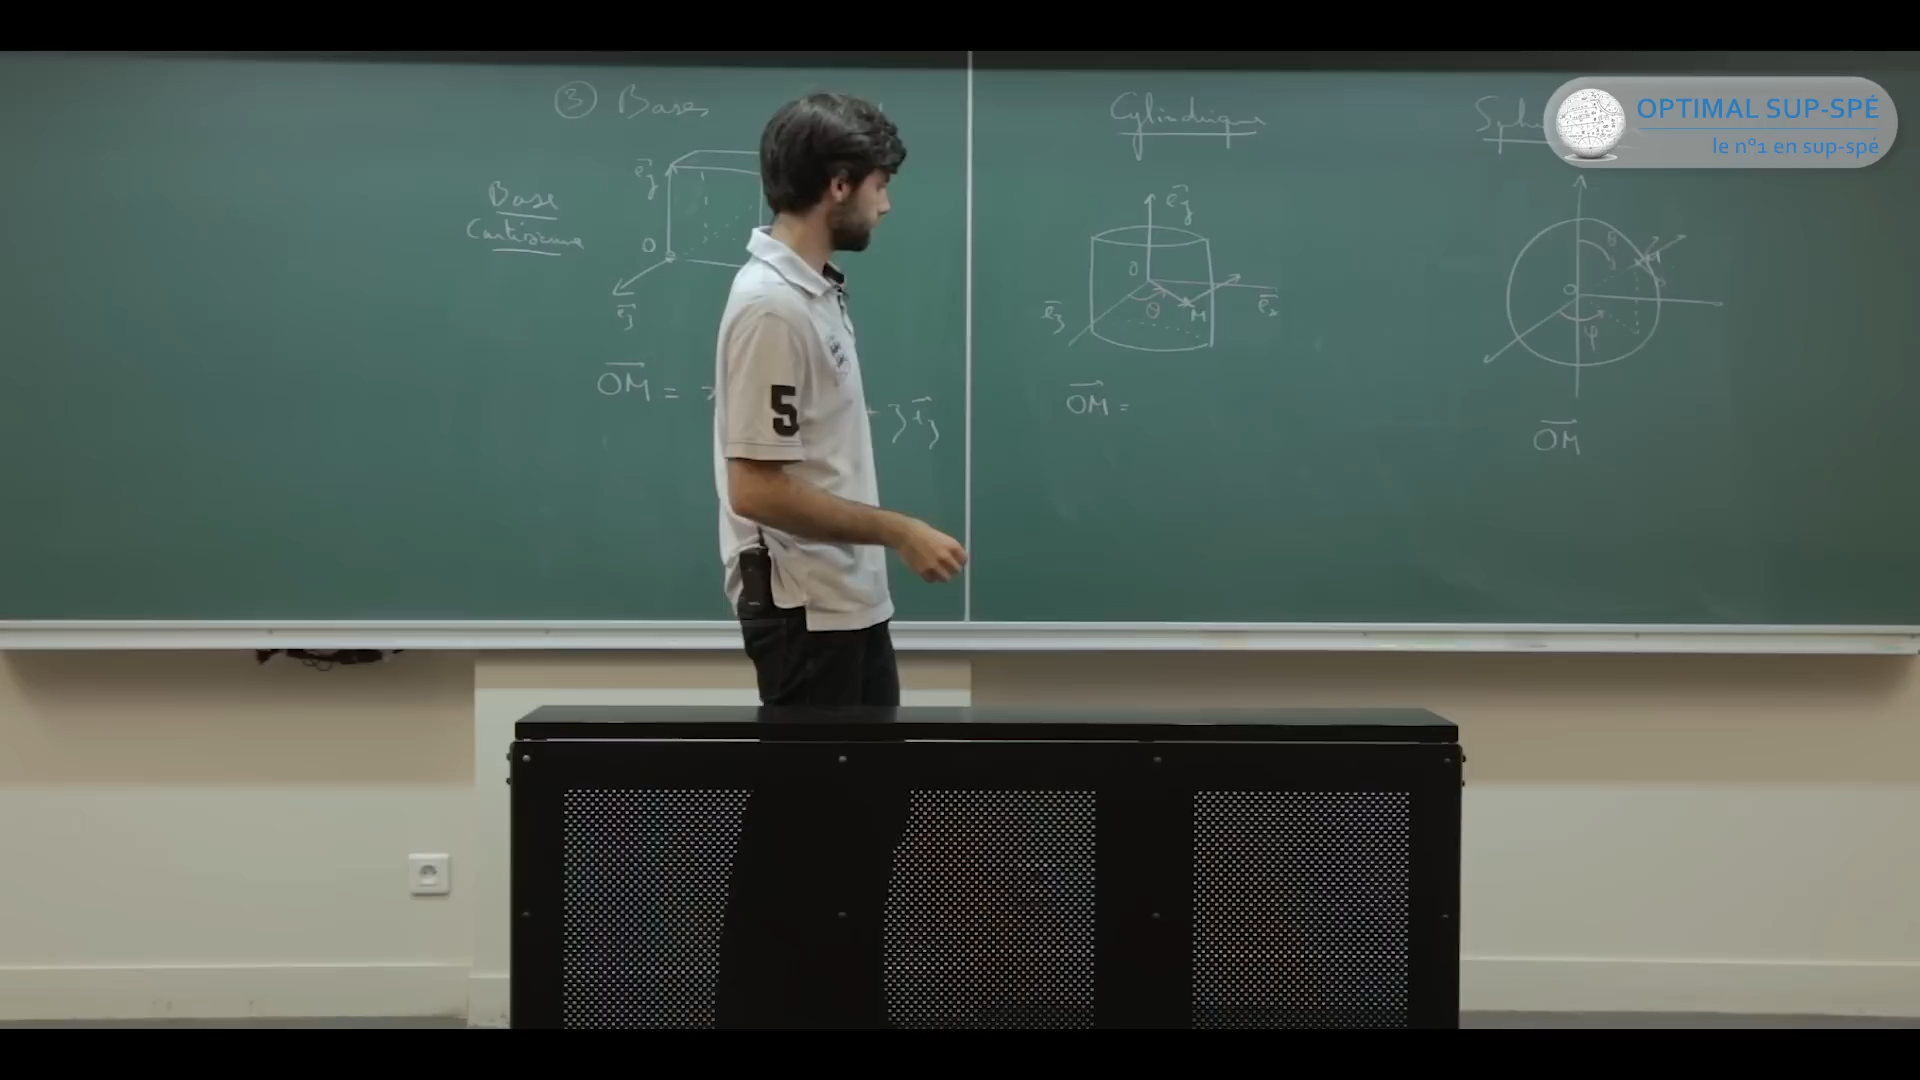 ③ Bases
Base
Cartésienne
e⃗z
O
e⃗z
OM =
+ z e⃗z
Cylindrique
e⃗z
O
θ
M
e⃗z
e⃗x
OM =
θ
O
φ
OM
OPTIMAL SUP-SPÉ
le n°1 en sup-spé
5